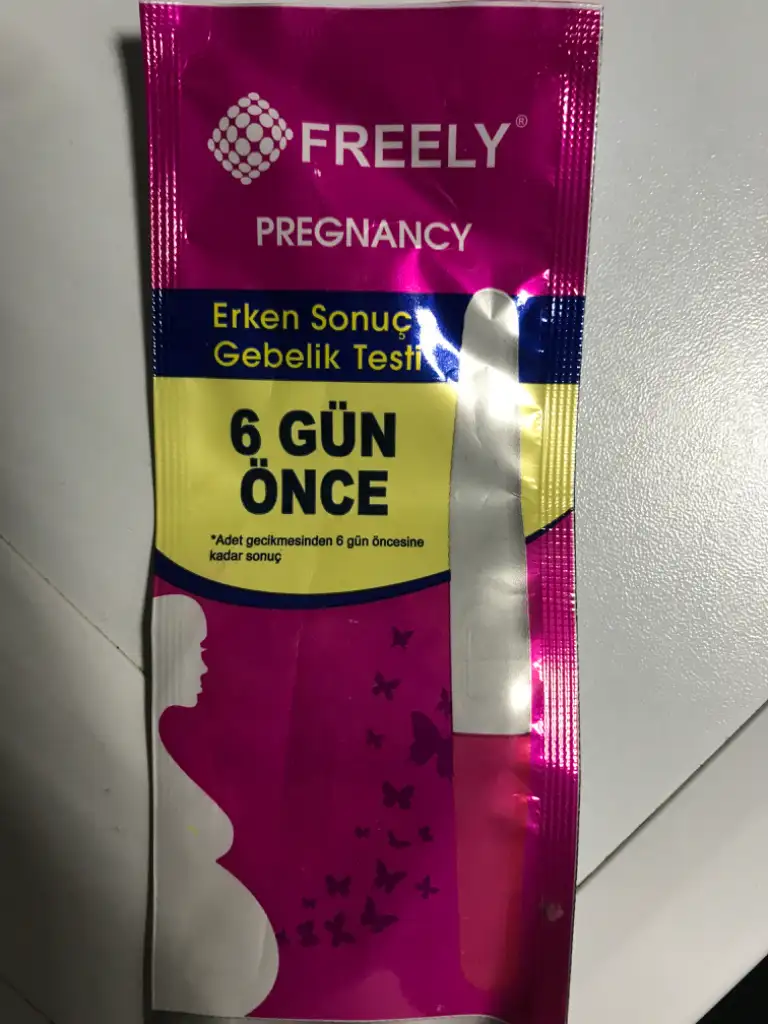 FREELY®
PREGNANCY
Erken Sonuç
Gebelik Testi
6 GÜN
ÖNCE
*Adet gecikmesinden 6 gün öncesine
kadar sonuç